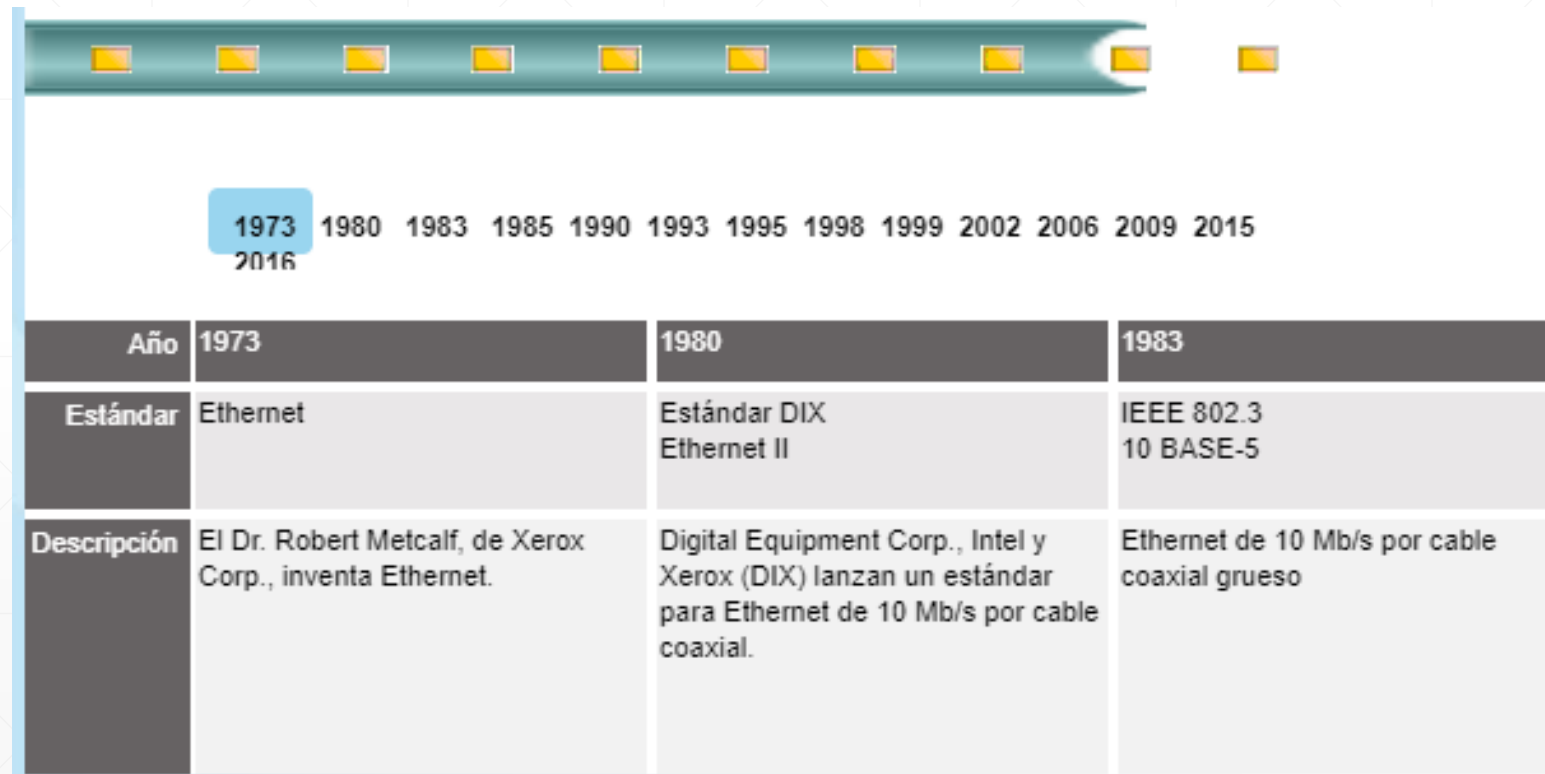 1973 1980 1983 1985 1990 1993 1995 1998 1999 2002 2006 2009 2015
2016
Año 1973 1980 1983
Estándar Ethernet
Estándar DIX
Ethernet II
IEEE 802.3
10 BASE-5
Descripción El Dr. Robert Metcalf, de Xerox
Corp., inventa Ethernet.
Digital Equipment Corp., Intel y
Xerox (DIX) lanzan un estándar
para Ethernet de 10 Mb/s por cable
coaxial.
Ethernet de 10 Mb/s por cable
coaxial grueso